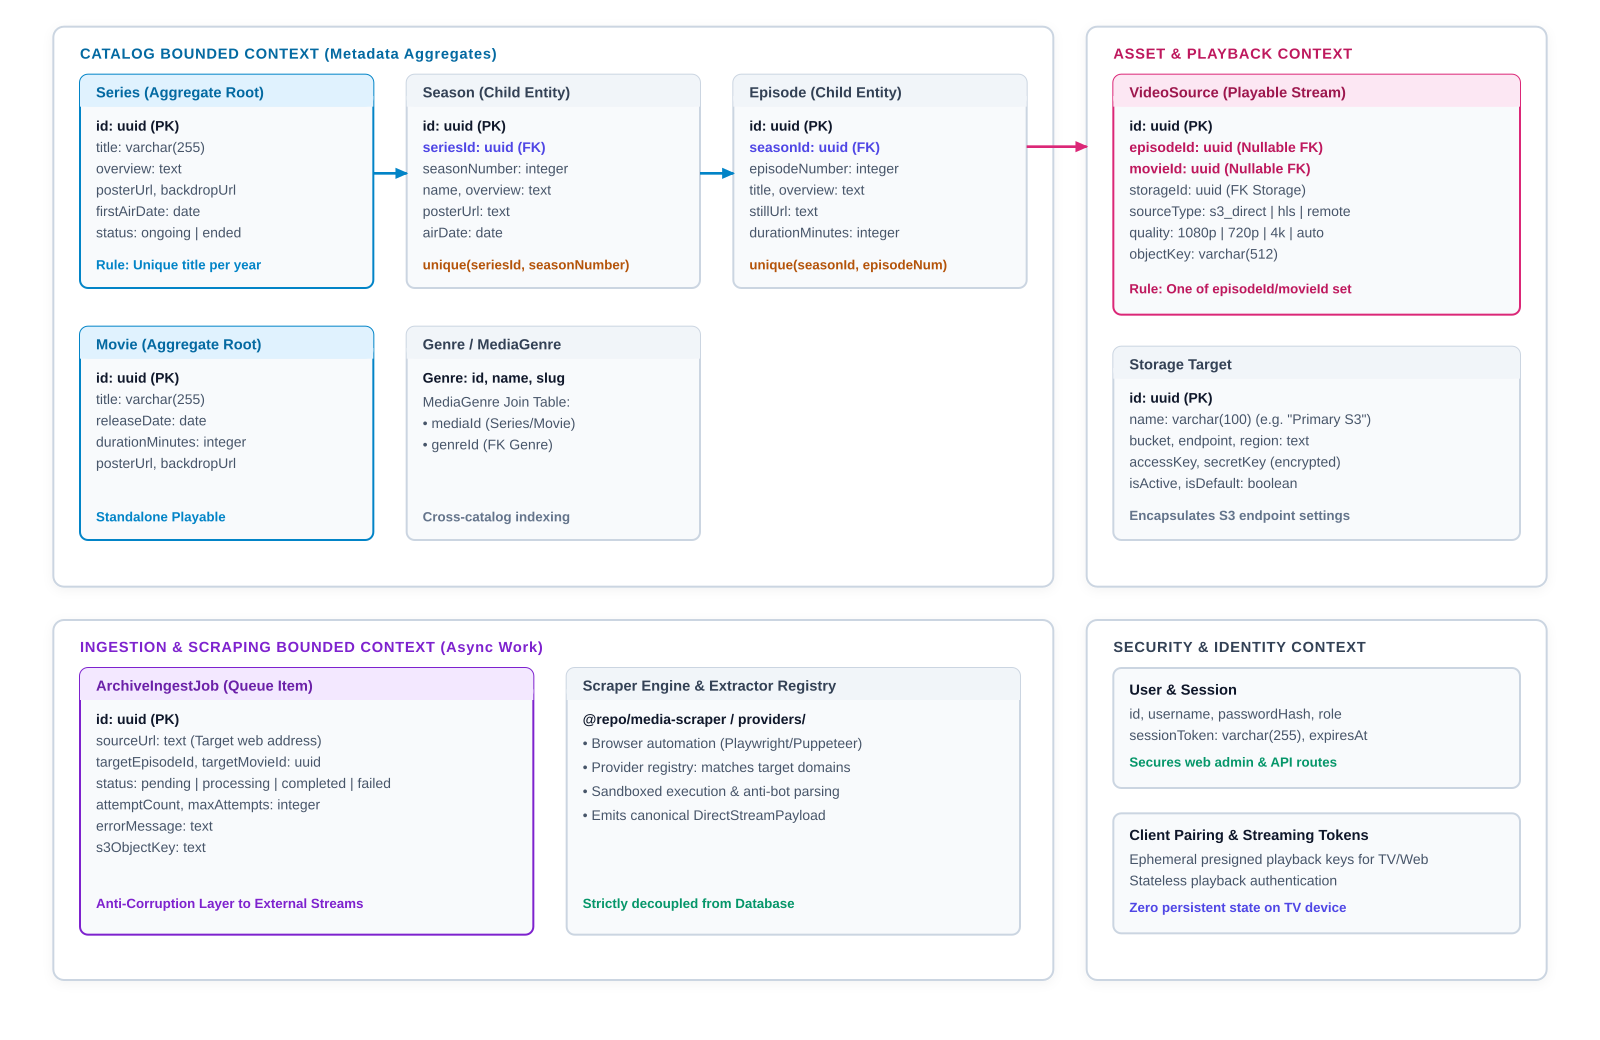 CATALOG BOUNDED CONTEXT (Metadata Aggregates)
Series (Aggregate Root)
id: uuid (PK)
title: varchar(255)
overview: text
posterUrl, backdropUrl
firstAirDate: date
status: ongoing | ended
Rule: Unique title per year
Season (Child Entity)
id: uuid (PK)
seriesId: uuid (FK)
seasonNumber: integer
name, overview: text
posterUrl: text
airDate: date
unique(seriesId, seasonNumber)
Episode (Child Entity)
id: uuid (PK)
seasonId: uuid (FK)
episodeNumber: integer
title, overview: text
stillUrl: text
durationMinutes: integer
unique(seasonId, episodeNum)
Movie (Aggregate Root)
id: uuid (PK)
title: varchar(255)
releaseDate: date
durationMinutes: integer
posterUrl, backdropUrl
Standalone Playable
Genre / MediaGenre
Genre: id, name, slug
MediaGenre Join Table:
• mediaId (Series/Movie)
• genreId (FK Genre)
Cross-catalog indexing
ASSET & PLAYBACK CONTEXT
VideoSource (Playable Stream)
id: uuid (PK)
episodeId: uuid (Nullable FK)
movieId: uuid (Nullable FK)
storageId: uuid (FK Storage)
sourceType: s3_direct | hls | remote
quality: 1080p | 720p | 4k | auto
objectKey: varchar(512)
Rule: One of episodeId/movieId set
Storage Target
id: uuid (PK)
name: varchar(100) (e.g. "Primary S3")
bucket, endpoint, region: text
accessKey, secretKey (encrypted)
isActive, isDefault: boolean
Encapsulates S3 endpoint settings
INGESTION & SCRAPING BOUNDED CONTEXT (Async Work)
ArchiveIngestJob (Queue Item)
id: uuid (PK)
sourceUrl: text (Target web address)
targetEpisodeId, targetMovieId: uuid
status: pending | processing | completed | failed
attemptCount, maxAttempts: integer
errorMessage: text
s3ObjectKey: text
Anti-Corruption Layer to External Streams
Scraper Engine & Extractor Registry
@repo/media-scraper / providers/
• Browser automation (Playwright/Puppeteer)
• Provider registry: matches target domains
• Sandboxed execution & anti-bot parsing
• Emits canonical DirectStreamPayload
Strictly decoupled from Database
SECURITY & IDENTITY CONTEXT
User & Session
id, username, passwordHash, role
sessionToken: varchar(255), expiresAt
Secures web admin & API routes
Client Pairing & Streaming Tokens
Ephemeral presigned playback keys for TV/Web
Stateless playback authentication
Zero persistent state on TV device